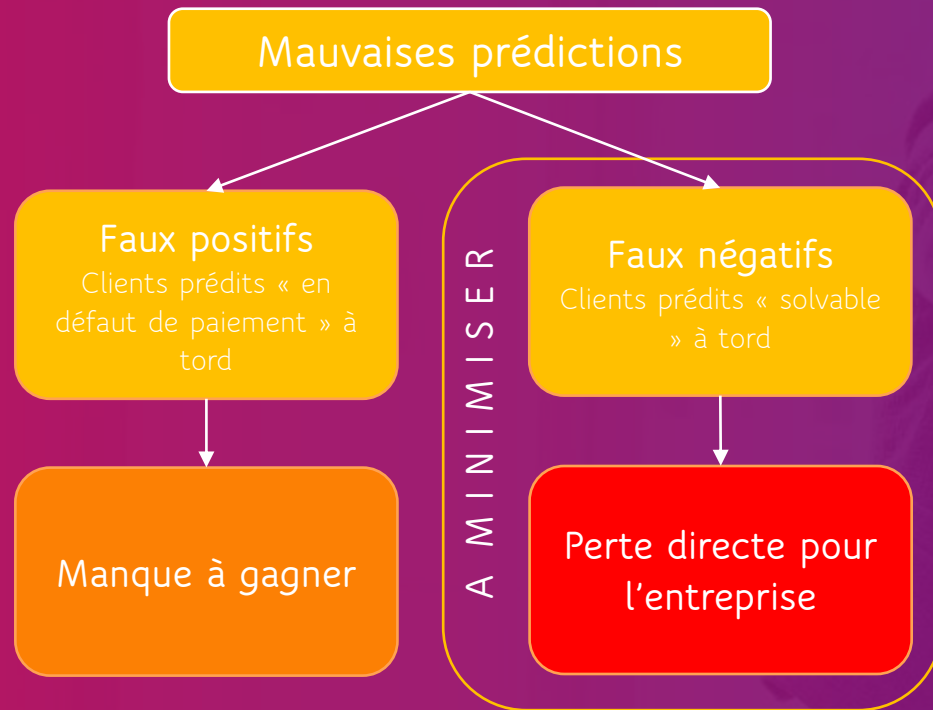 Mauvaises prédictions
Faux positifs
Clients prédits « en
défaut de paiement » à
tord
Manque à gagner
A MINIMISER
Faux négatifs
Clients prédits « solvable
» à tord
Perte directe pour
l'entreprise